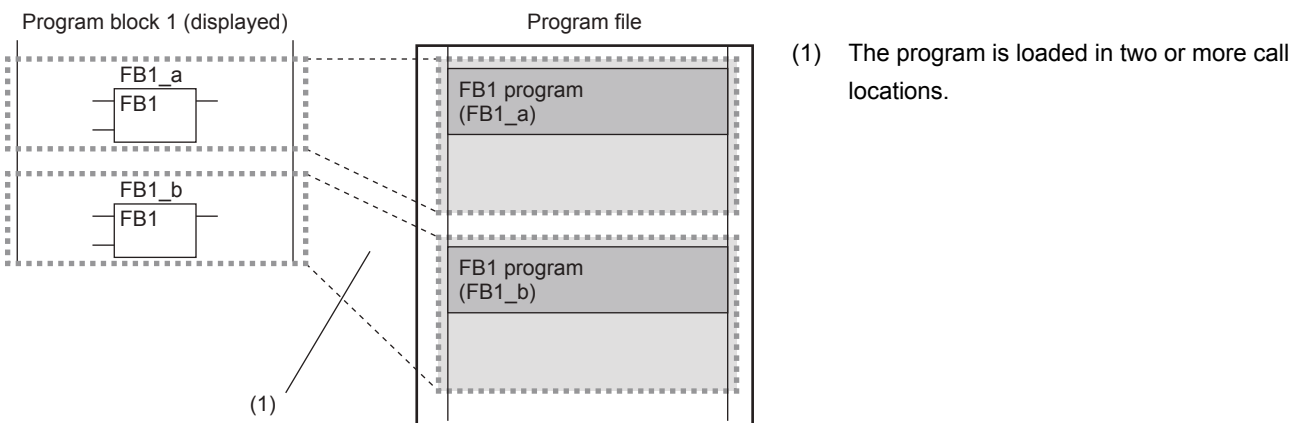 Program block 1 (displayed)
FB1_a
FB1
FB1_b
FB1
(1)
Program file
FB1 program
(FB1_a)
FB1 program
(FB1_b)
(1) The program is loaded in two or more call
locations.